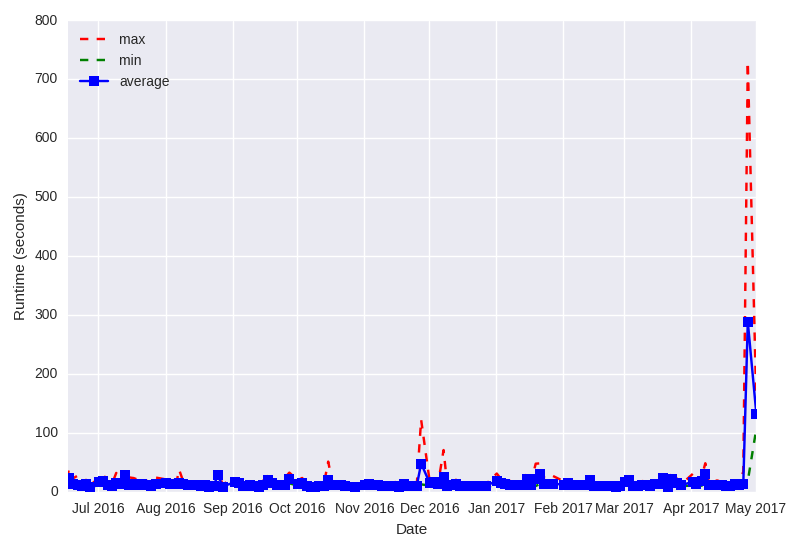 800
700
600
500
400
300
200
100
0
max
min
average
Runtime (seconds)
Jul 2016 Aug 2016 Sep 2016 Oct 2016 Nov 2016 Dec 2016 Jan 2017 Feb 2017 Mar 2017 Apr 2017 May 2017
Date